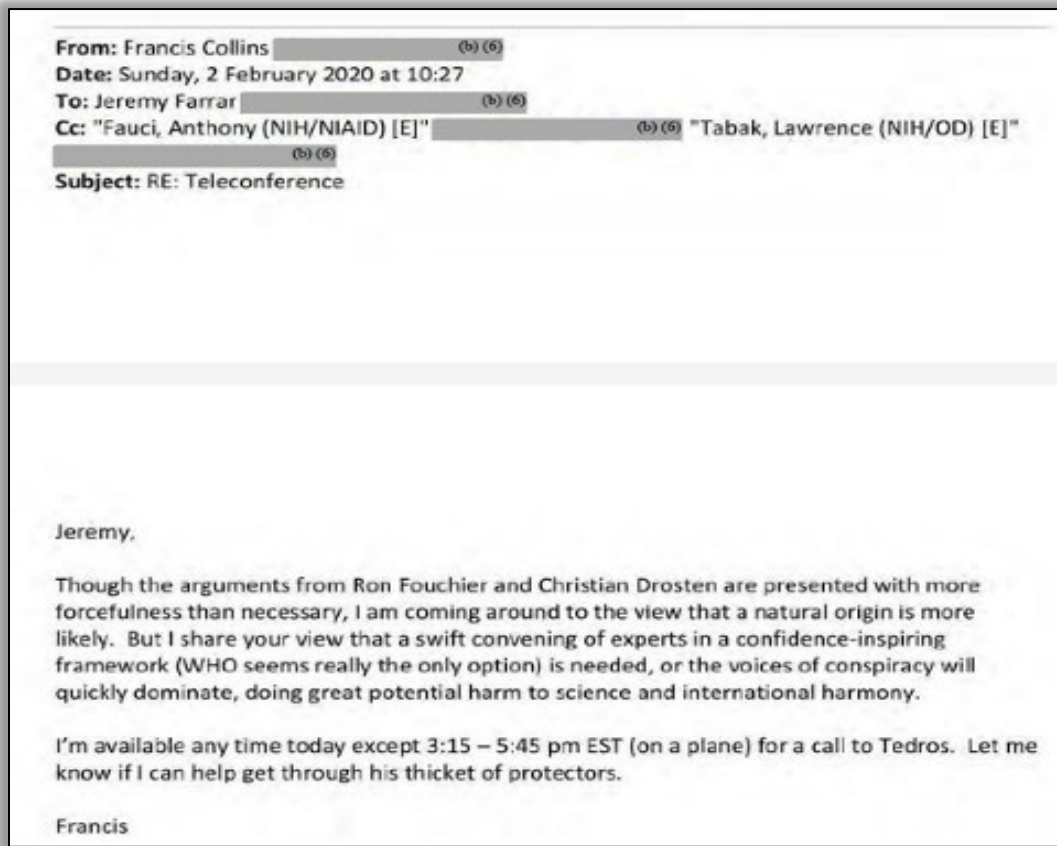 From: Francis Collins (b) (6)
Date: Sunday, 2 February 2020 at 10:27
To: Jeremy Farrar (b) (6)
Cc: "Fauci, Anthony (NIH/NIAID) [E]" (b) (6) "Tabak, Lawrence (NIH/OD) [E]"
(b) (6)
Subject: RE: Teleconference
Jeremy,
Though the arguments from Ron Fouchier and Christian Drosten are presented with more
forcefulness than necessary, I am coming around to the view that a natural origin is more
likely. But I share your view that a swift convening of experts in a confidence-inspiring
framework (WHO seems really the only option) is needed, or the voices of conspiracy will
quickly dominate, doing great potential harm to science and international harmony.
I'm available any time today except 3:15 – 5:45 pm EST (on a plane) for a call to Tedros. Let me
know if I can help get through his thicket of protectors.
Francis